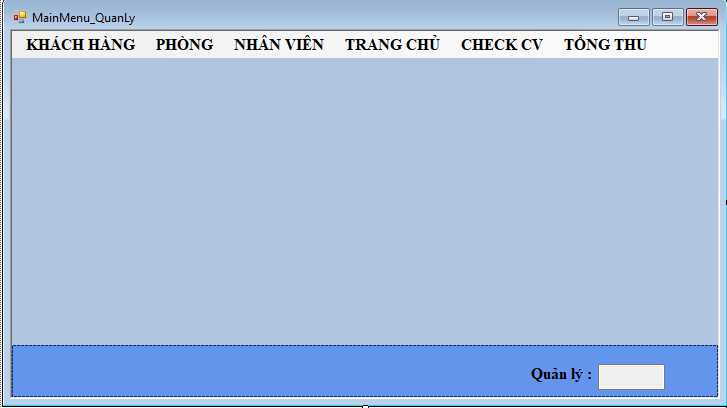 MainMenu_QuanLy
KHÁCH HÀNG PHÒNG NHÂN VIÊN TRANG CHỦ CHECK CV TỔNG THU
Quản lý :